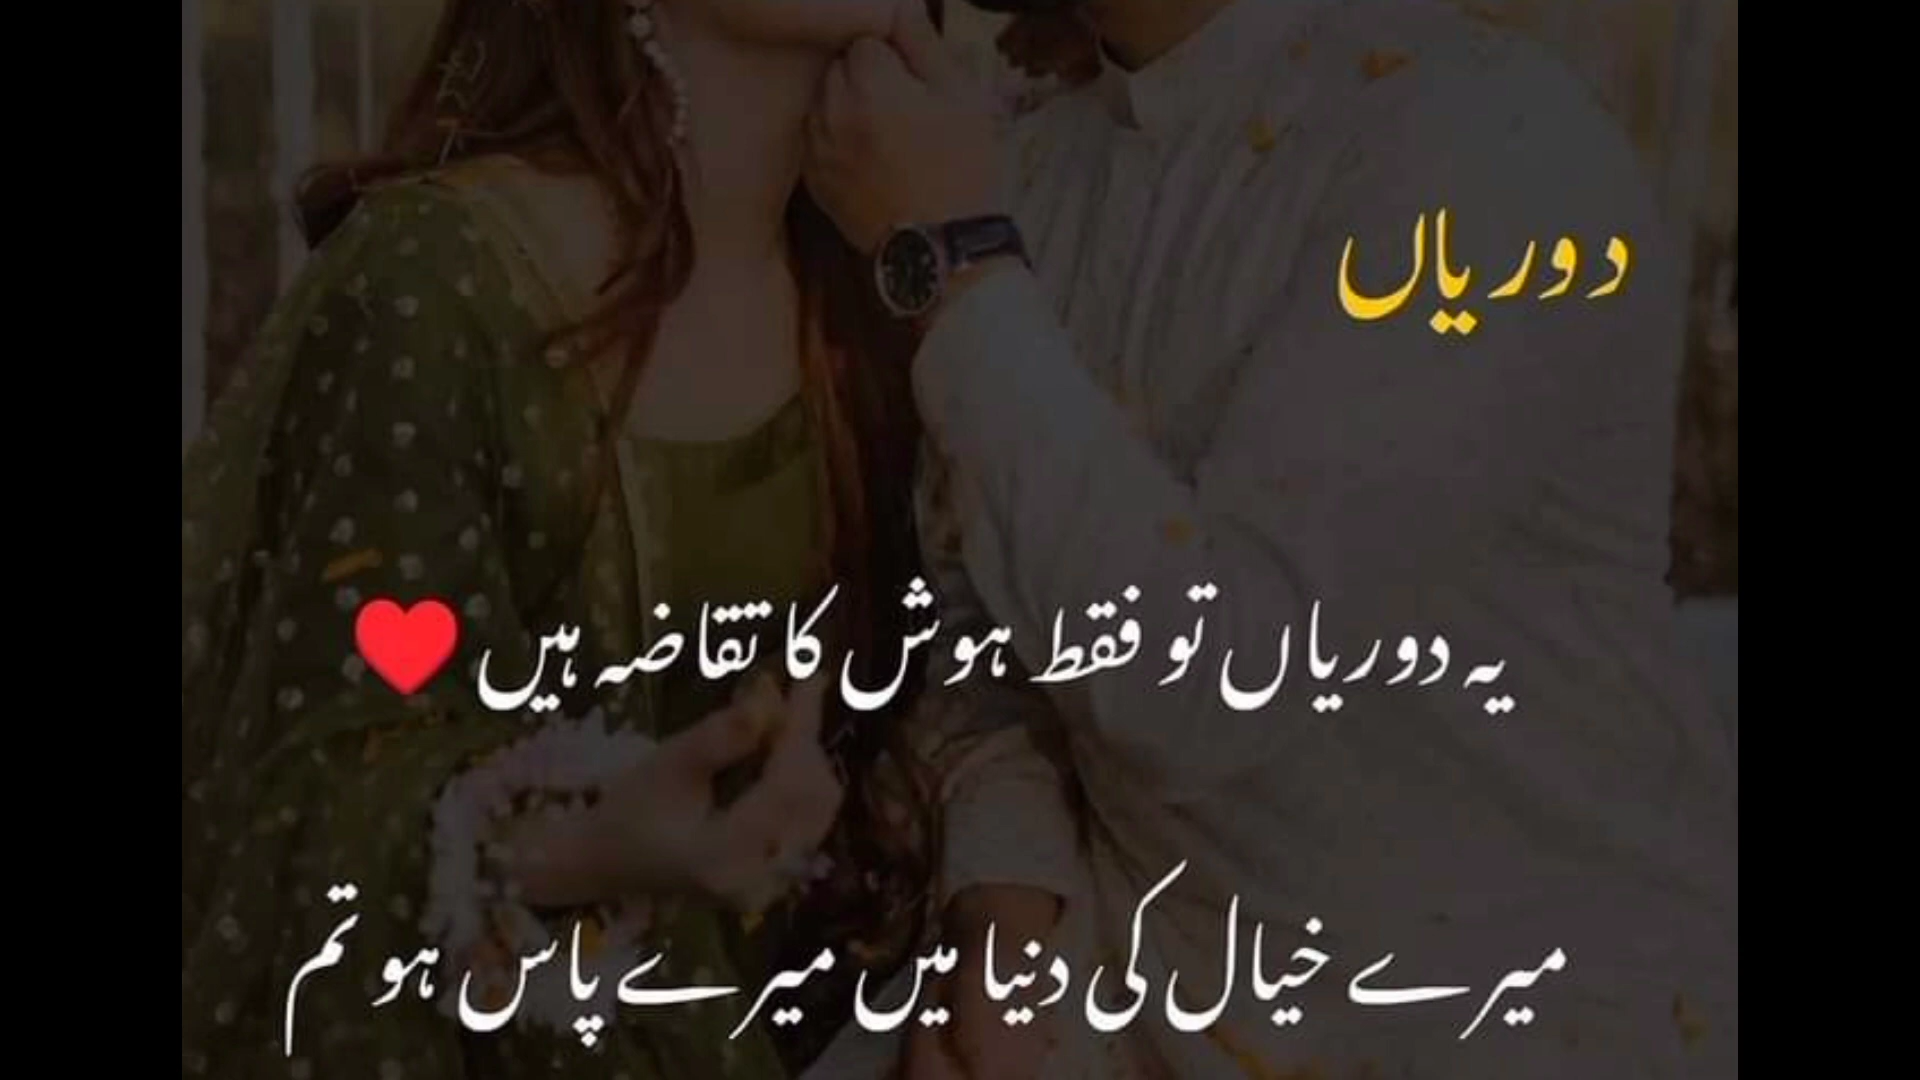 دوریاں
یہ دوریاں تو فقط ہوش کا تقاضہ ہیں ♥
میرے خیال کی دنیا میں میرے پاس ہو تم